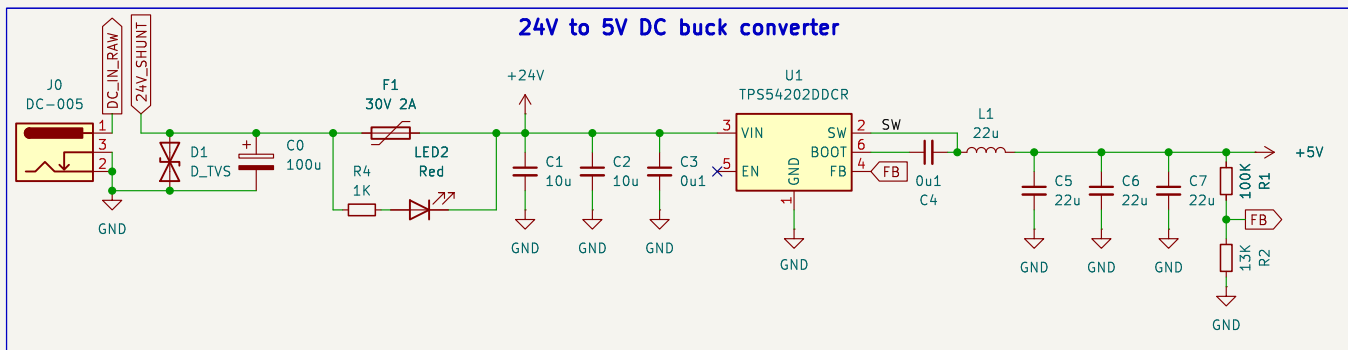 24V to 5V DC buck converter
DC_IN_RAW
24V_SHUNT
J0
DC-005
1
3
2
GND
D1
D_TVS
+
C0
100u
F1
30V 2A
R4
1K
LED2
Red
+24V
C1
10u
GND
C2
10u
GND
C3
0u1
GND
U1
TPS54202DDCR
3
VIN
5
EN
GND
1
SW
2
BOOT
6
FB
4
GND
SW
FB
0u1
C4
L1
22u
C5
22u
GND
C6
22u
GND
C7
22u
GND
+5V
100K
R1
FB
13K
R2
GND